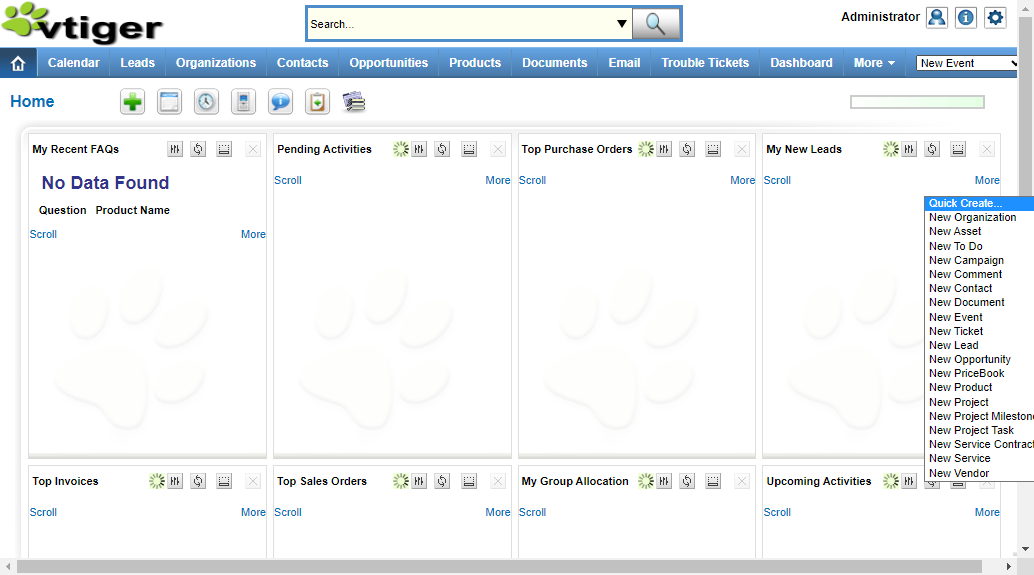 vtiger
Search...
Administrator
Calendar Leads Organizations Contacts Opportunities Products Documents Email Trouble Tickets Dashboard More New Event
Home
My Recent FAQs
No Data Found
Question Product Name
Scroll More
Pending Activities
Scroll More
Top Purchase Orders
Scroll More
My New Leads
Scroll More
Quick Create...
New Organization
New Asset
New To Do
New Campaign
New Comment
New Contact
New Document
New Event
New Ticket
New Lead
New Opportunity
New PriceBook
New Product
New Project
New Project Mileston
New Project Task
New Service Contract
New Service
New Vendor
Top Invoices
Scroll More
Top Sales Orders
Scroll More
My Group Allocation
Scroll More
Upcoming Activities
Scroll More